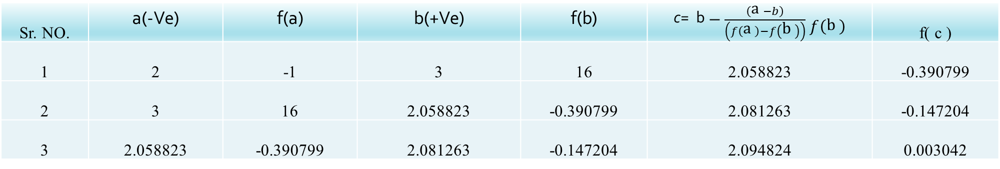 Sr. NO. a(-Ve) f(a) b(+Ve) f(b) c= b − (a −b) / (f(a )−f(b )) f(b ) f( c )
1 2 -1 3 16 2.058823 -0.390799
2 3 16 2.058823 -0.390799 2.081263 -0.147204
3 2.058823 -0.390799 2.081263 -0.147204 2.094824 0.003042